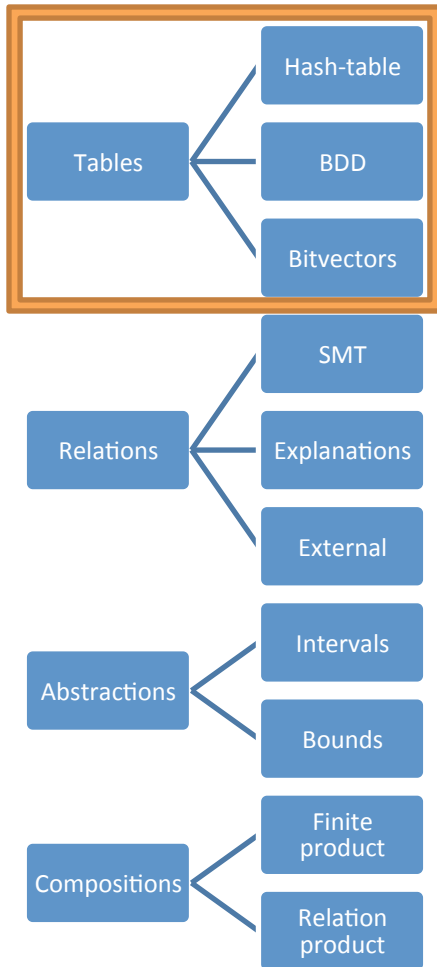 Tables
Hash-table
BDD
Bitvectors
Relations
SMT
Explanations
External
Abstractions
Intervals
Bounds
Compositions
Finite
product
Relation
product